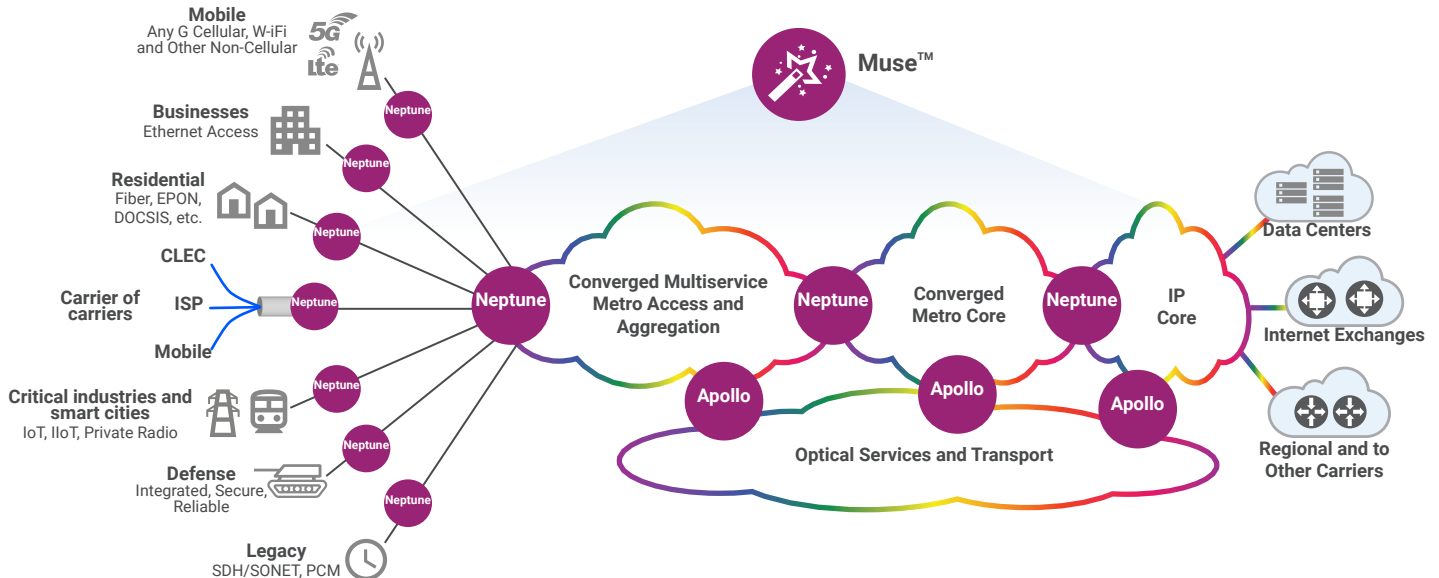 Mobile
Any G Cellular, W-iFi
and Other Non-Cellular
5G
Lte
Neptune
Businesses
Ethernet Access
Neptune
Residential
Fiber, EPON,
DOCSIS, etc.
Neptune
CLEC
Carrier of
carriers
ISP
Mobile
Neptune
Critical industries and
smart cities
IoT, IIoT, Private Radio
Neptune
Defense
Integrated, Secure,
Reliable
Neptune
Legacy
SDH/SONET, PCM
Neptune
Muse™
Neptune
Converged Multiservice
Metro Access and
Aggregation
Neptune
Converged
Metro Core
Neptune
IP
Core
Apollo
Apollo
Apollo
Optical Services and Transport
Data Centers
Internet Exchanges
Regional and to
Other Carriers